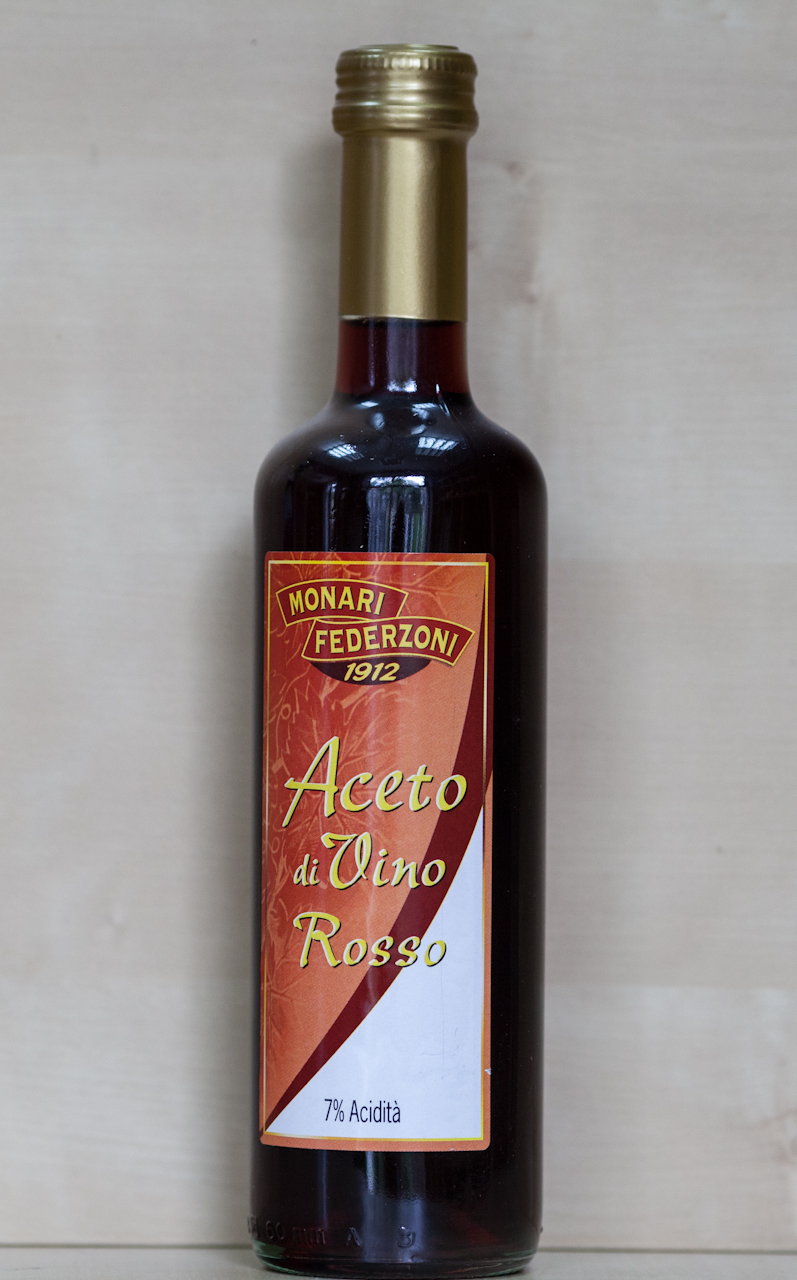 MONARI
FEDERZONI
1912
Aceto
di Vino
Rosso
7% Acidità